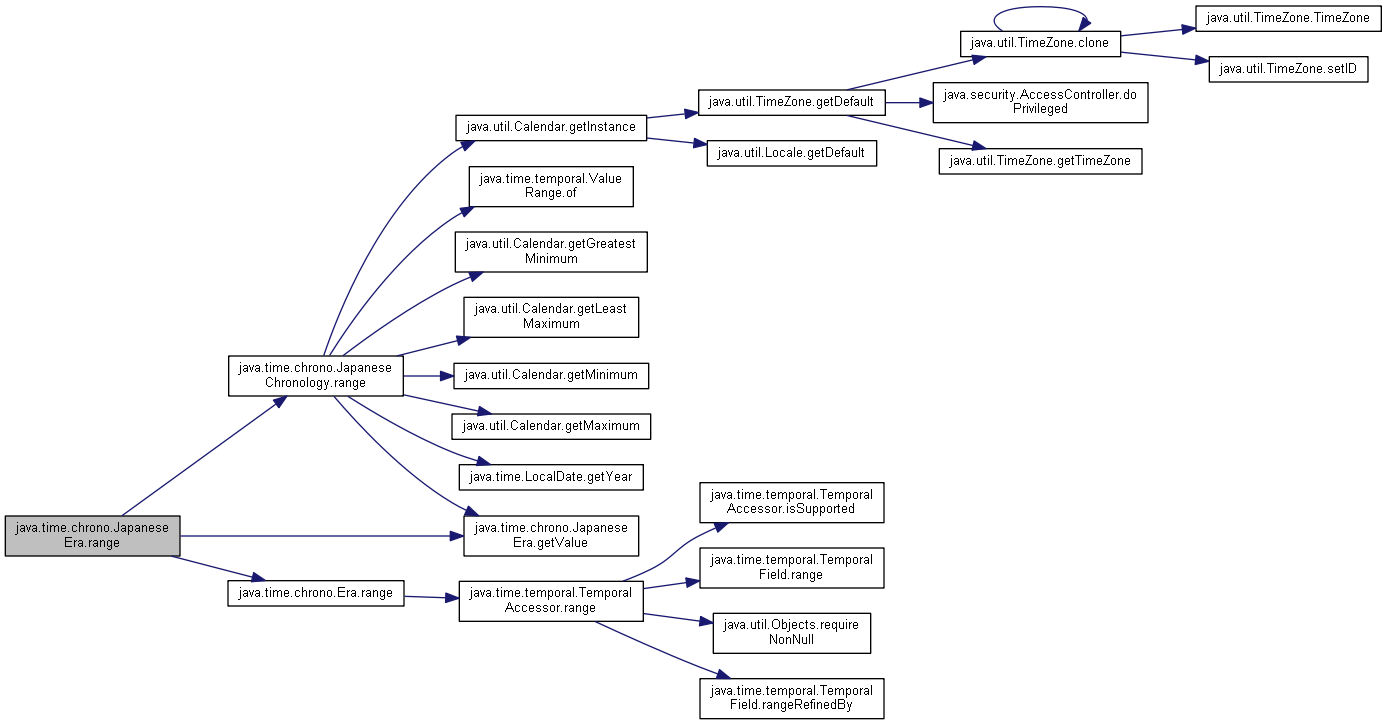 java.util.TimeZone.TimeZone
java.util.TimeZone.clone
java.util.TimeZone.setID
java.util.TimeZone.getDefault
java.security.AccessController.do
Privileged
java.util.Calendar.getInstance
java.util.Locale.getDefault
java.util.TimeZone.getTimeZone
java.time.temporal.Value
Range.of
java.util.Calendar.getGreatest
Minimum
java.util.Calendar.getLeast
Maximum
java.time.chrono.Japanese
Chronology.range
java.util.Calendar.getMinimum
java.util.Calendar.getMaximum
java.time.LocalDate.getYear
java.time.chrono.Japanese
Era.range
java.time.chrono.Japanese
Era.getValue
java.time.temporal.Temporal
Accessor.isSupported
java.time.temporal.Temporal
Field.range
java.time.chrono.Era.range
java.time.temporal.Temporal
Accessor.range
java.util.Objects.require
NonNull
java.time.temporal.Temporal
Field.rangeRefinedBy